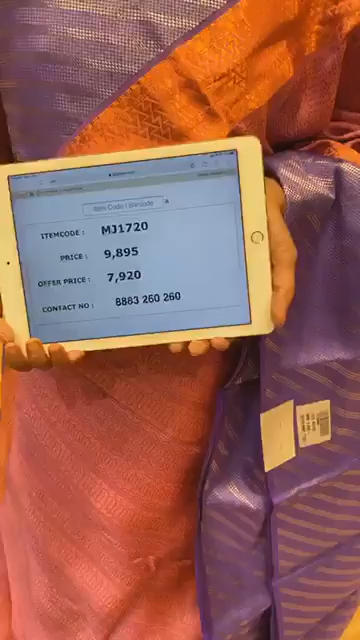 Item Code / Barcode
ITEMCODE : MJ1720
PRICE : 9,895
OFFER PRICE : 7,920
CONTACT NO : 8883 260 260